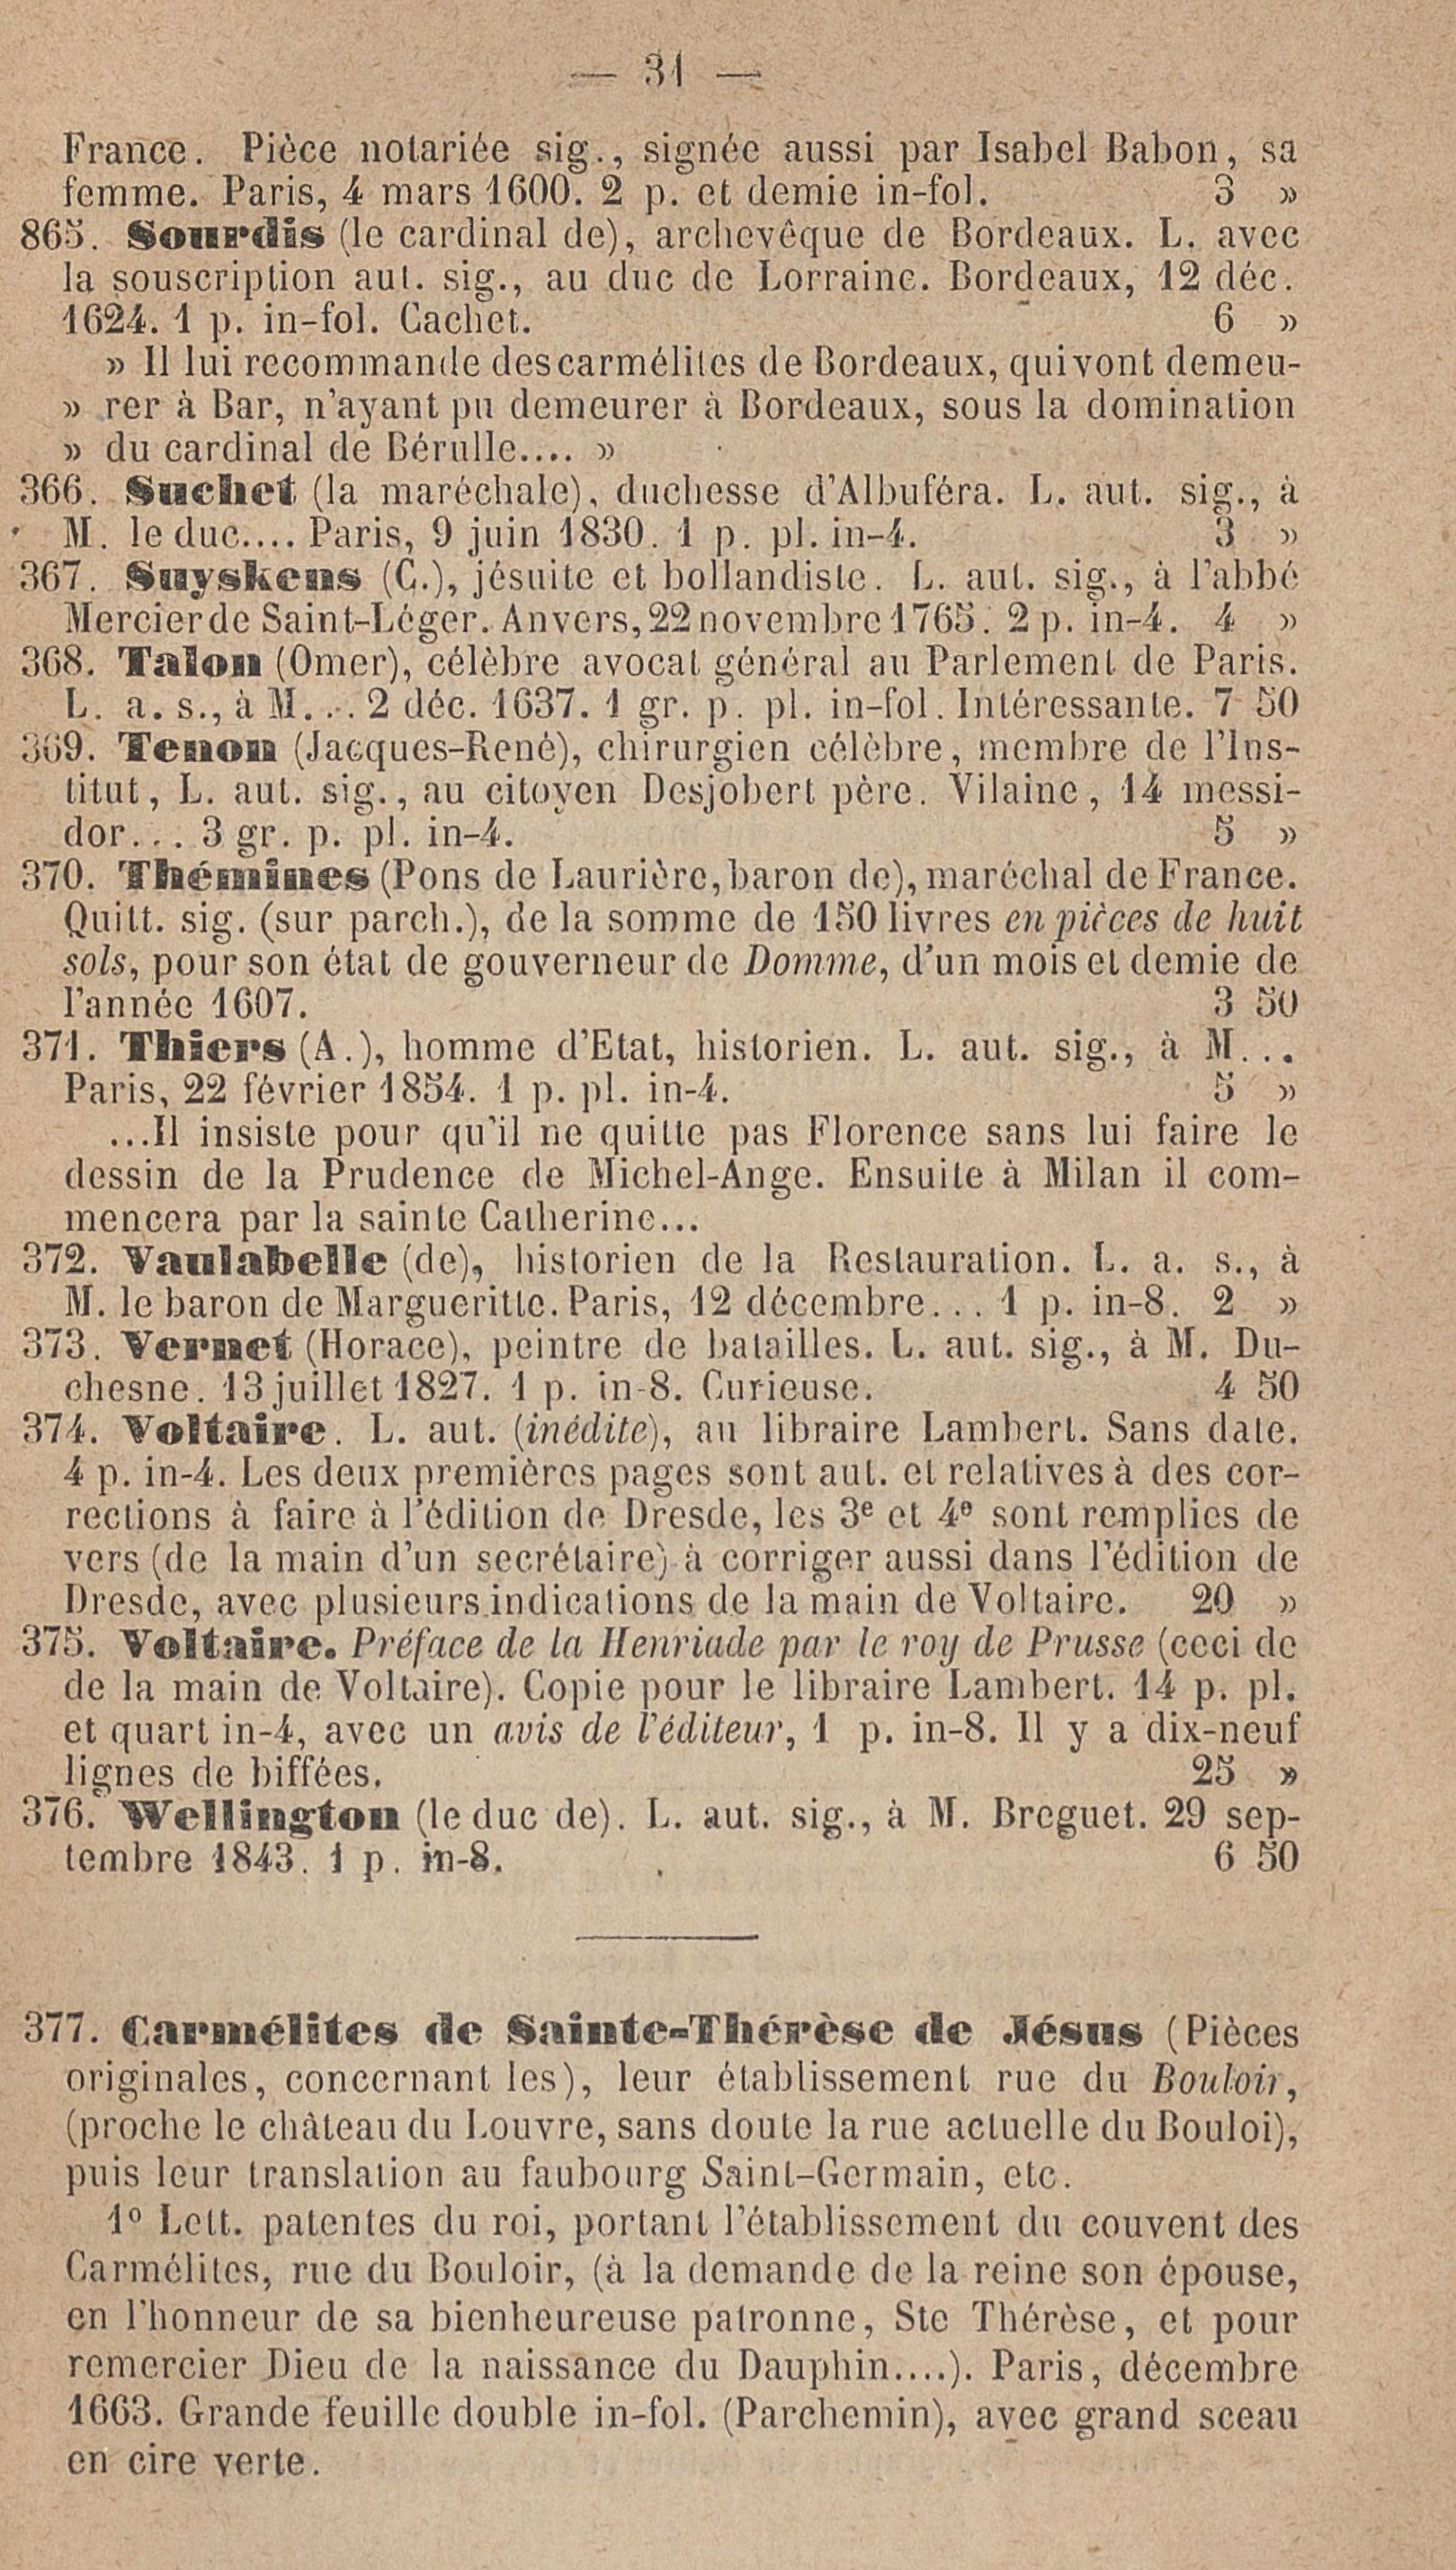 — 31 —
France. Pièce notariée sig., signée aussi par Isabel Babon, sa
femme. Paris, 4 mars 1600. 2 p. et demie in-fol. 3 »
865. Sourdis (le cardinal de), archevêque de Bordeaux. L. avec
la souscription aut. sig., au duc de Lorraine. Bordeaux, 12 déc.
1624. 1 p. in-fol. Cachet. 6 »
» Il lui recommande des carmélites de Bordeaux, qui vont demeu-
» rer à Bar, n'ayant pu demeurer à Bordeaux, sous la domination
» du cardinal de Bérulle.... »
366. Suchet (la maréchale), duchesse d'Albuféra. L. aut. sig., à
M. le duc.... Paris, 9 juin 1830. 1 p. pl. in-4. 3 »
367. Suyskens (C.), jésuite et bollandiste. L. aut. sig., à l'abbé
Mercier de Saint-Léger. Anvers, 22 novembre 1765. 2 p. in-4. 4 »
368. Talon (Omer), célèbre avocat général au Parlement de Paris.
L. a. s., à M... 2 déc. 1637. 1 gr. p. pl. in-fol. Intéressante. 7 50
369. Tenon (Jacques-René), chirurgien célèbre, membre de l'Ins-
titut, L. aut. sig., au citoyen Desjobert père. Vilaine, 14 messi-
dor... 3 gr. p. pl. in-4. 5 »
370. Thémines (Pons de Laurière, baron de), maréchal de France.
Quitt. sig. (sur parch.), de la somme de 150 livres en pièces de huit
sols, pour son état de gouverneur de Domme, d'un mois et demie de
l'année 1607. 3 50
371. Thiers (A.), homme d'Etat, historien. L. aut. sig., à M...
Paris, 22 février 1854. 1 p. pl. in-4. 5 »
...Il insiste pour qu'il ne quitte pas Florence sans lui faire le
dessin de la Prudence de Michel-Ange. Ensuite à Milan il com-
mencera par la sainte Catherine...
372. Vaulabelle (de), historien de la Restauration. L. a. s., à
M. le baron de Margueritte. Paris, 12 décembre... 1 p. in-8. 2 »
373. Vernet (Horace), peintre de batailles. L. aut. sig., à M. Du-
chesne. 13 juillet 1827. 1 p. in-8. Curieuse. 4 50
374. Voltaire. L. aut. (inédite), au libraire Lambert. Sans date.
4 p. in-4. Les deux premières pages sont aut. et relatives à des cor-
rections à faire à l'édition de Dresde, les 3e et 4e sont remplies de
vers (de la main d'un secrétaire) à corriger aussi dans l'édition de
Dresde, avec plusieurs indications de la main de Voltaire. 20 »
375. Voltaire. Préface de la Henriade par le roy de Prusse (ceci de
de la main de Voltaire). Copie pour le libraire Lambert. 14 p. pl.
et quart in-4, avec un avis de l'éditeur, 1 p. in-8. Il y a dix-neuf
lignes de biffées. 25 »
376. Wellington (le duc de). L. aut. sig., à M. Breguet. 29 sep-
tembre 1843. 1 p. in-8. 6 50
377. Carmélites de Sainte-Thérèse de Jésus (Pièces
originales, concernant les), leur établissement rue du Bouloir,
(proche le château du Louvre, sans doute la rue actuelle du Bouloi),
puis leur translation au faubourg Saint-Germain, etc.
1º Lett. patentes du roi, portant l'établissement du couvent des
Carmélites, rue du Bouloir, (à la demande de la reine son épouse,
en l'honneur de sa bienheureuse patronne, Ste Thérèse, et pour
remercier Dieu de la naissance du Dauphin....). Paris, décembre
1663. Grande feuille double in-fol. (Parchemin), avec grand sceau
en cire verte.